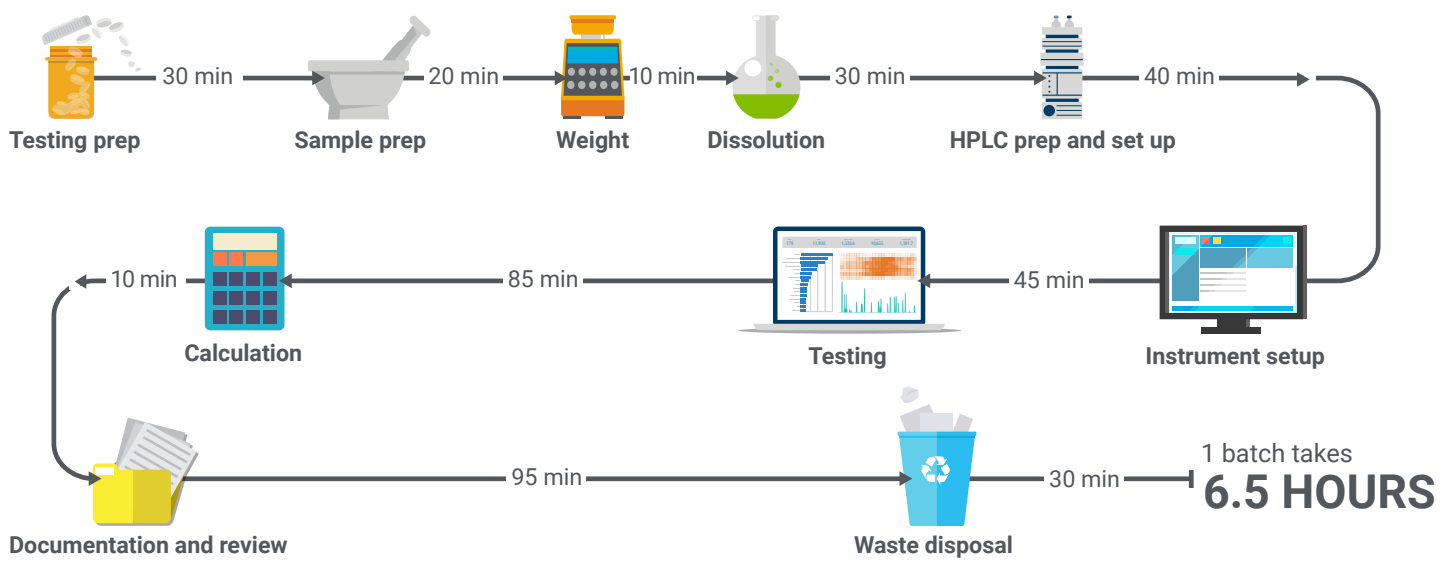 30 min
20 min
10 min
30 min
40 min
Testing prep
Sample prep
Weight
Dissolution
HPLC prep and set up
10 min
85 min
45 min
Calculation
Testing
Instrument setup
1 batch takes
95 min
30 min
6.5 HOURS
Documentation and review
Waste disposal